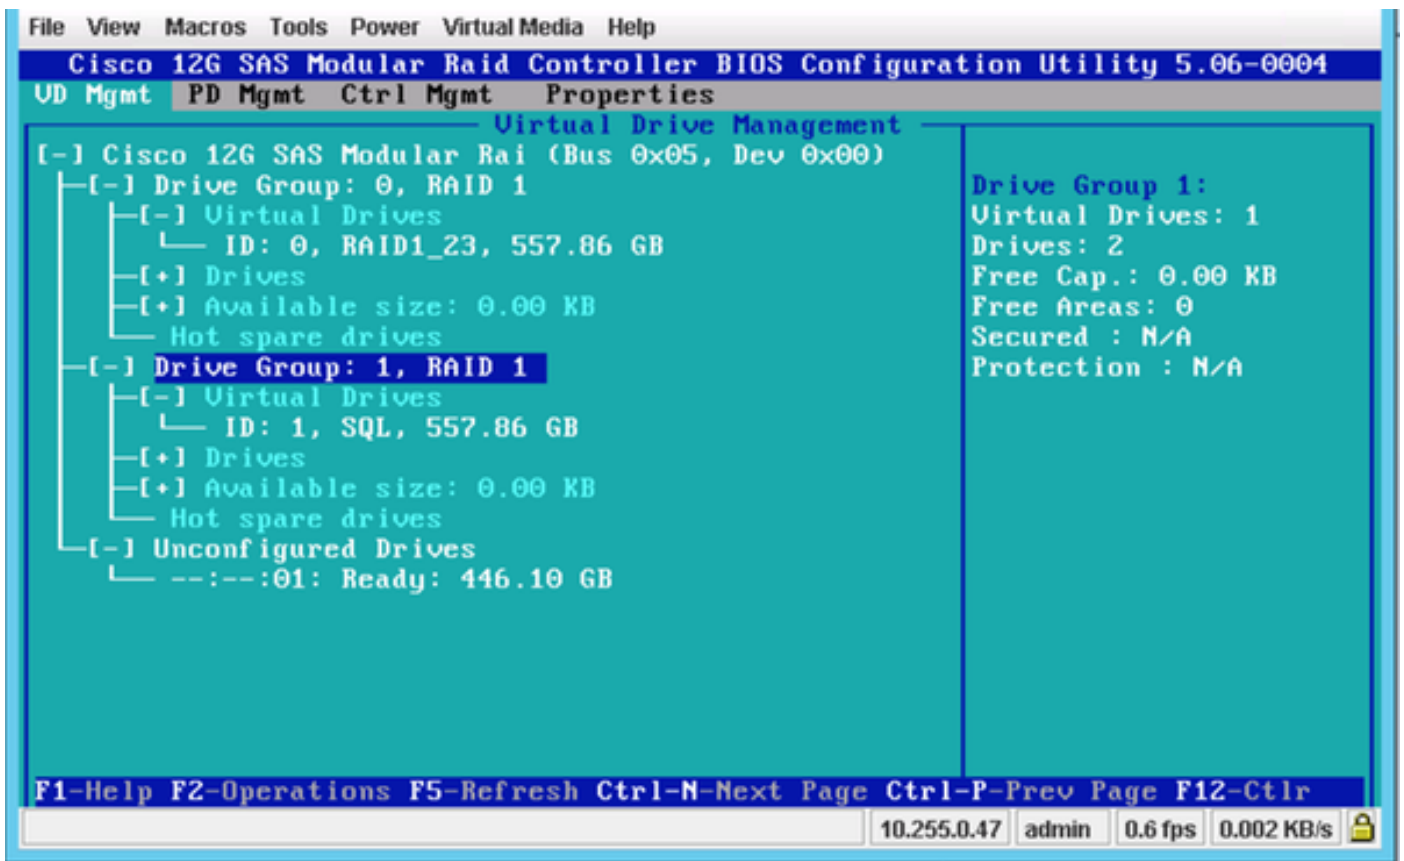 File View Macros Tools Power Virtual Media Help
Cisco 12G SAS Modular Raid Controller BIOS Configuration Utility 5.06-0004
VD Mgmt PD Mgmt Ctrl Mgmt Properties
Virtual Drive Management
[-] Cisco 12G SAS Modular Rai (Bus 0x05, Dev 0x00)
[-] Drive Group: 0, RAID 1
[-] Virtual Drives
ID: 0, RAID1_23, 557.86 GB
[+] Drives
[+] Available size: 0.00 KB
Hot spare drives
[-] Drive Group: 1, RAID 1
[-] Virtual Drives
ID: 1, SQL, 557.86 GB
[+] Drives
[+] Available size: 0.00 KB
Hot spare drives
[-] Unconfigured Drives
--:--:01: Ready: 446.10 GB
Drive Group 1:
Virtual Drives: 1
Drives: 2
Free Cap.: 0.00 KB
Free Areas: 0
Secured : N/A
Protection : N/A
F1-Help F2-Operations F5-Refresh Ctrl-N-Next Page Ctrl-P-Prev Page F12-Ctlr
10.255.0.47 admin 0.6 fps 0.002 KB/s